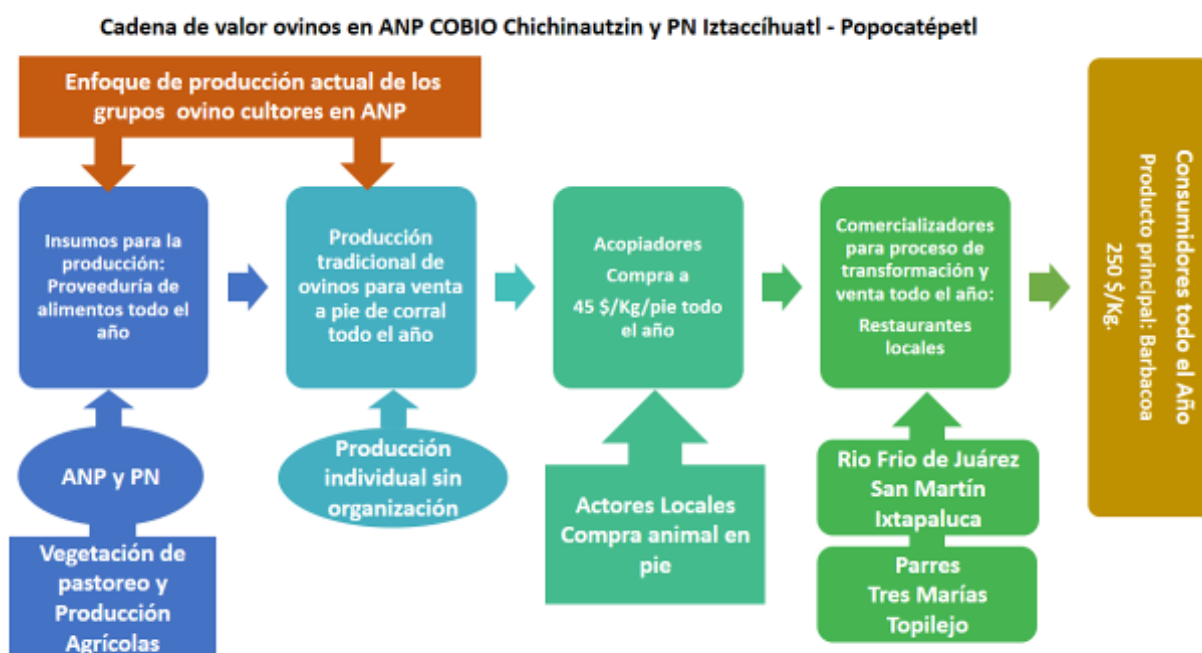 Cadena de valor ovinos en ANP COBIO Chichinautzin y PN Iztaccíhuatl - Popocatépetl
Enfoque de producción actual de los
grupos ovino cultores en ANP
Insumos para la
producción:
Proveeduría de
alimentos todo el
año
Producción
tradicional de
ovinos para venta
a pie de corral
todo el año
Acopiadores
Compra a
45 $/Kg/pie todo
el año
Comercializadores
para proceso de
transformación y
venta todo el año:
Restaurantes
locales
Consumidores todo el Año
Producto principal: Barbacoa
250 $/Kg.
ANP y PN
Vegetación de
pastoreo y
Producción
Agrícolas
Producción
individual sin
organización
Actores Locales
Compra animal en
pie
Rio Frio de Juárez
San Martín
Ixtapaluca
Parres
Tres Marías
Topilejo